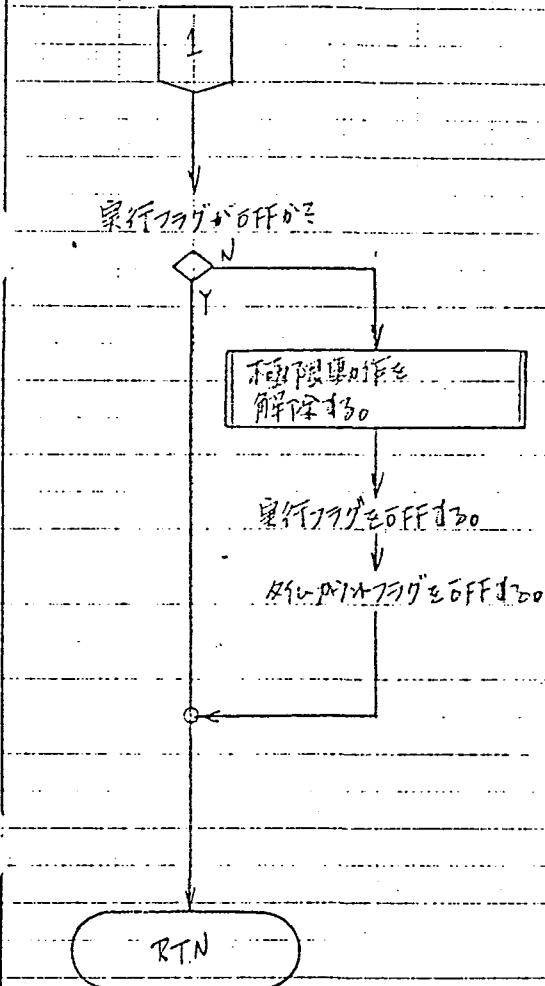 1
実行フラグがOFFか?
N
Y
極限動作を
解除する。
実行フラグをOFFする。
タイムカウントフラグをOFFする。
RTN